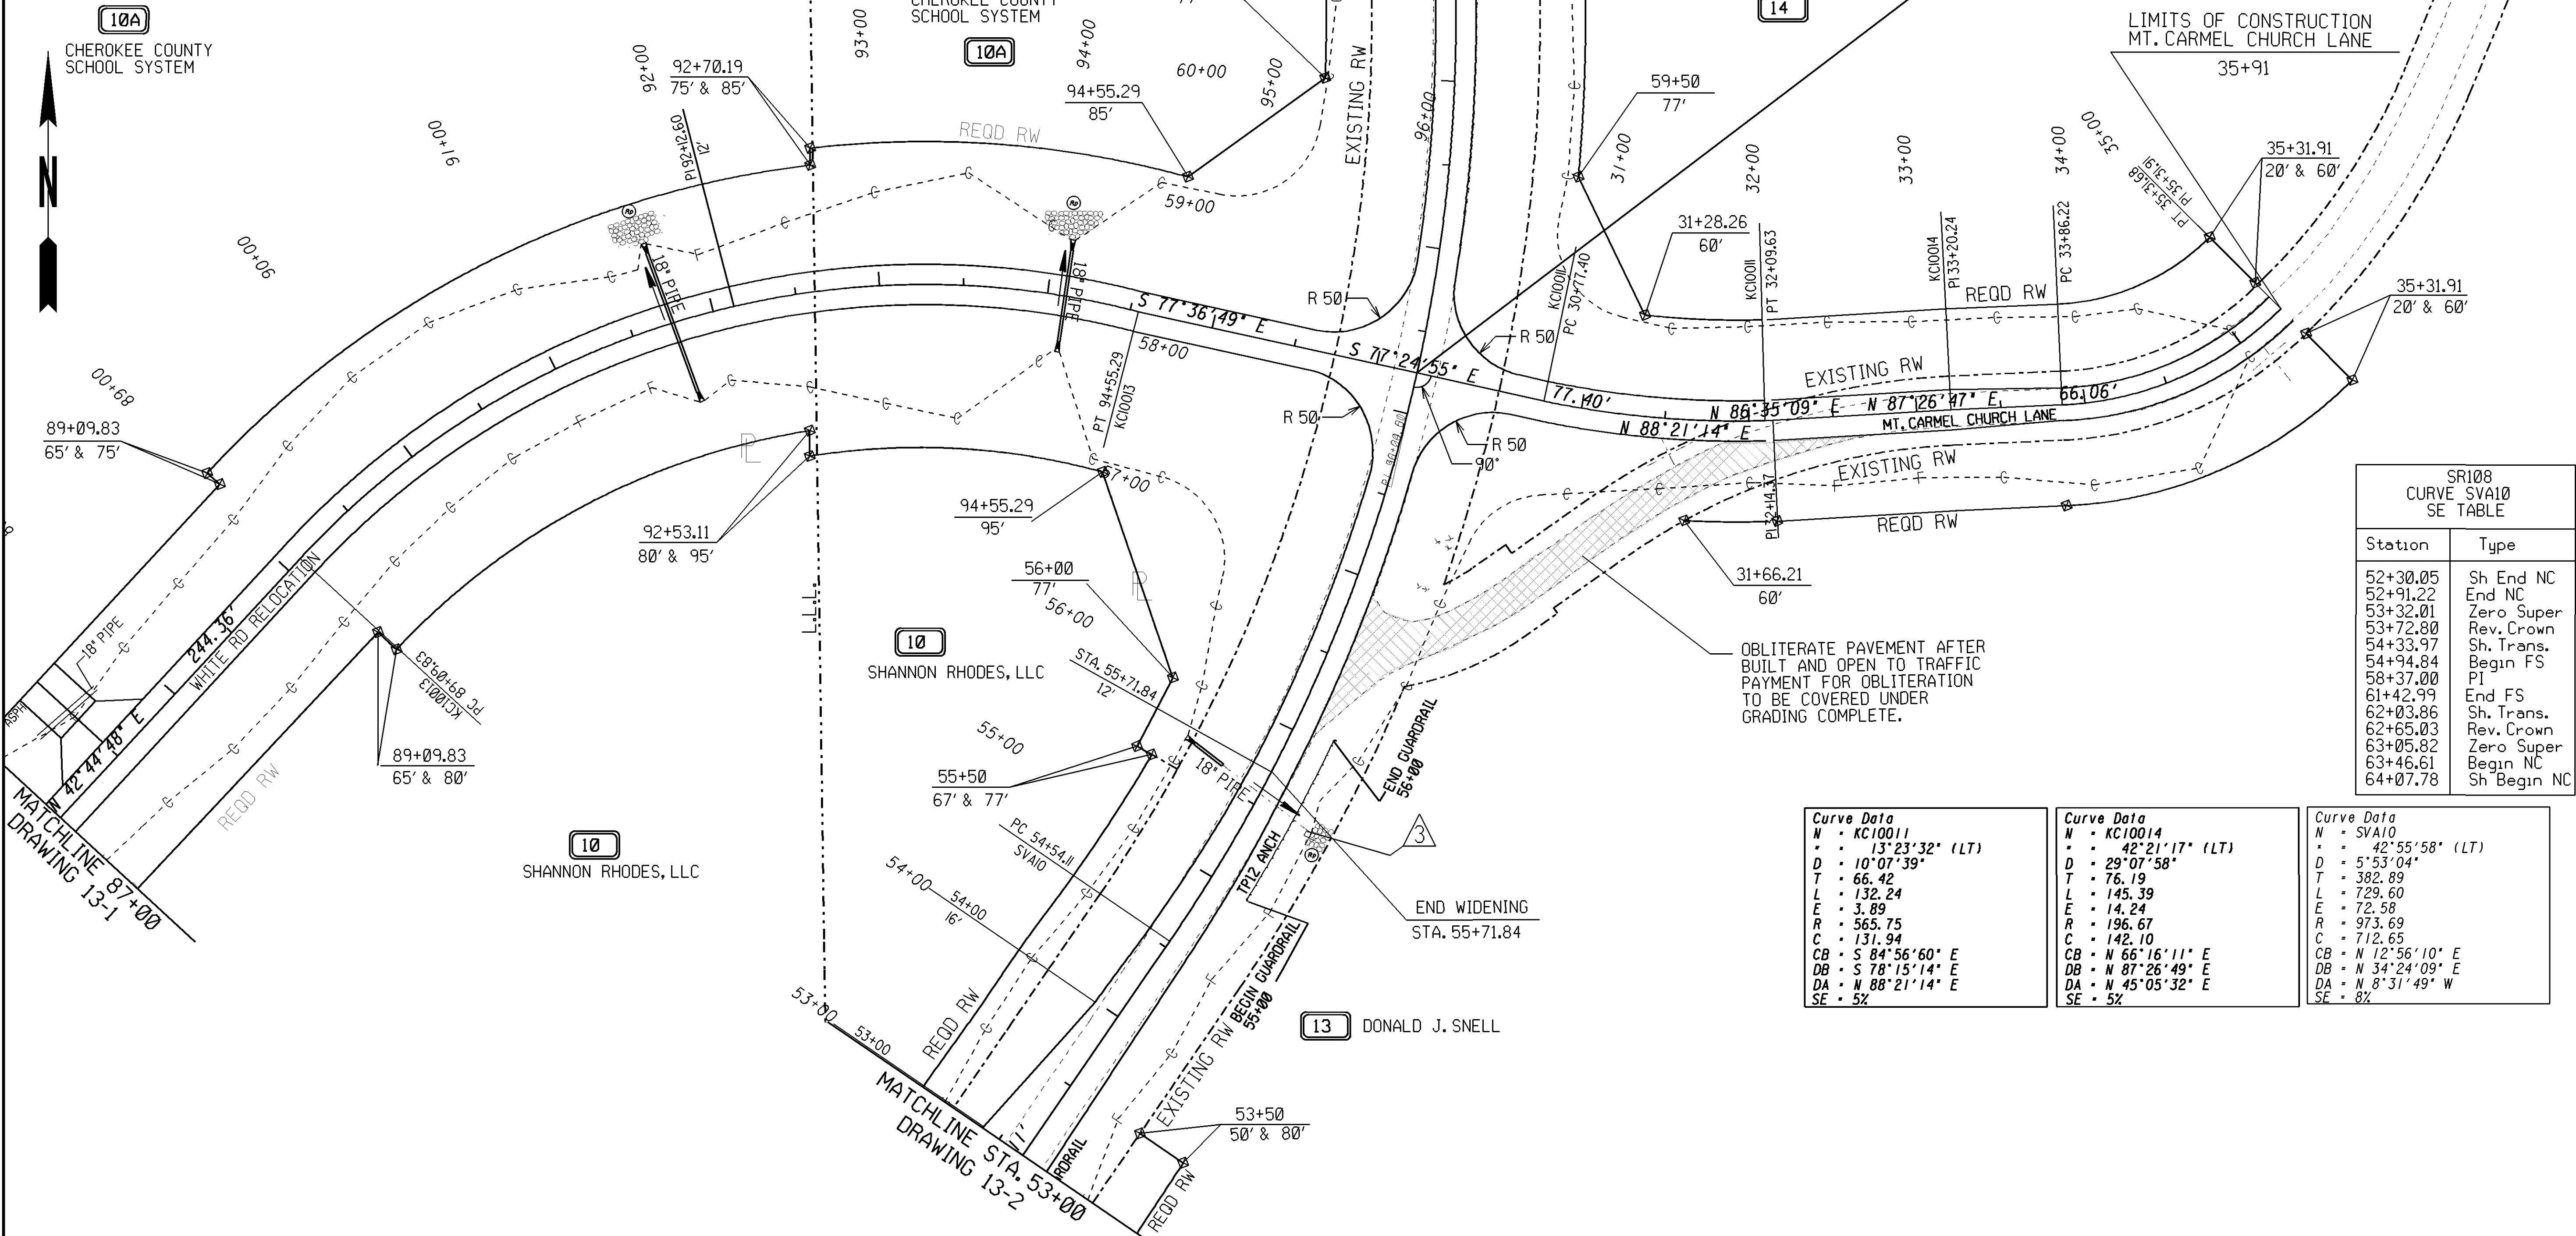 10A
CHEROKEE COUNTY
SCHOOL SYSTEM
N
CHEROKEE COUNTY
SCHOOL SYSTEM
10A
14
LIMITS OF CONSTRUCTION
MT. CARMEL CHURCH LANE
35+91
88+00
89+00
90+00
91+00
92+00
93+00
94+00
95+00
96+00
60+00
59+00
58+00
57+00
92+70.19
75' & 85'
94+55.29
85'
REQD RW
EXISTING RW
PI 92+12.60
12'
59+50
77'
31+00
32+00
33+00
34+00
35+00
PT 35+31.68
PI 35+31.91
35+31.91
20' & 60'
35+31.91
20' & 60'
31+28.26
60'
KC10011
PC 30+77.40
KC10011
PT 32+09.63
KC10014
PI 33+20.24
PC 33+86.22
REQD RW
EXISTING RW
18" PIPE
18" PIPE
S 77°36'49" E
S 77°24'55" E
R 50
R 50
R 50
R 50
90°
77.40'
N 86°35'09" E
N 87°26'47" E
66.06'
N 88°21'14" E
MT. CARMEL CHURCH LANE
EXISTING RW
PI 32+14.37
REQD RW
31+66.21
60'
PT 94+55.29
KC10013
89+09.83
65' & 75'
PL
92+53.11
80' & 95'
L.L.L.
94+55.29
95'
56+00
77'
56+00
PL
10
SHANNON RHODES, LLC
STA. 55+71.84
12'
55+00
55+50
67' & 77'
18" PIPE
OBLITERATE PAVEMENT AFTER
BUILT AND OPEN TO TRAFFIC
PAYMENT FOR OBLITERATION
TO BE COVERED UNDER
GRADING COMPLETE.
18" PIPE
ASPH
244.36'
WHITE RD RELOCATION
N 42°44'48" E
KC10013
PC 89+09.83
89+09.83
65' & 80'
REQD RW
MATCHLINE 87+00
DRAWING 13-1
10
SHANNON RHODES, LLC
PC 54+54.11
SVA10
54+00
54+00
16'
53+00
53+00
REQD RW
MATCHLINE STA. 53+00
DRAWING 13-2
11'
RDRAIL
TP12 ANCH
END GUARDRAIL
56+00
3
END WIDENING
STA. 55+71.84
BEGIN GUARDRAIL
55+00
EXISTING RW
13
DONALD J. SNELL
53+50
50' & 80'
REQD RW
SR108
CURVE SVA10
SE TABLE
Station Type
52+30.05 Sh End NC
52+91.22 End NC
53+32.01 Zero Super
53+72.80 Rev. Crown
54+33.97 Sh. Trans.
54+94.84 Begin FS
58+37.00 PI
61+42.99 End FS
62+03.86 Sh. Trans.
62+65.03 Rev. Crown
63+05.82 Zero Super
63+46.61 Begin NC
64+07.78 Sh Begin NC
Curve Data
N = KC10011
= 13°23'32" (LT)
D = 10°07'39"
T = 66.42
L = 132.24
E = 3.89
R = 565.75
C = 131.94
CB = S 84°56'60" E
DB = S 78°15'14" E
DA = N 88°21'14" E
SE = 5%
Curve Data
N = KC10014
= 42°21'17" (LT)
D = 29°07'58"
T = 76.19
L = 145.39
E = 14.24
R = 196.67
C = 142.10
CB = N 66°16'11" E
DB = N 87°26'49" E
DA = N 45°05'32" E
SE = 5%
Curve Data
N = SVA10
= 42°55'58" (LT)
D = 5°53'04"
T = 382.89
L = 729.60
E = 72.58
R = 973.69
C = 712.65
CB = N 12°56'10" E
DB = N 34°24'09" E
DA = N 8°31'49" W
SE = 8%